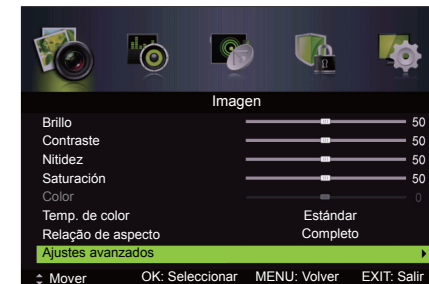 Imagen
Brillo 50
Contraste 50
Nitidez 50
Saturación 50
Color 0
Temp. de color Estándar
Relação de aspecto Completo
Ajustes avanzados
Mover OK: Seleccionar MENU: Volver EXIT: Salir